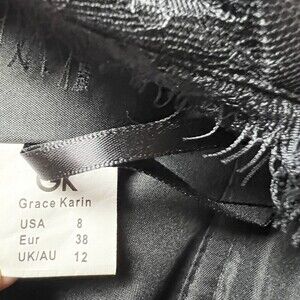 GK
Grace Karin
USA 8
Eur 38
UK/AU 12